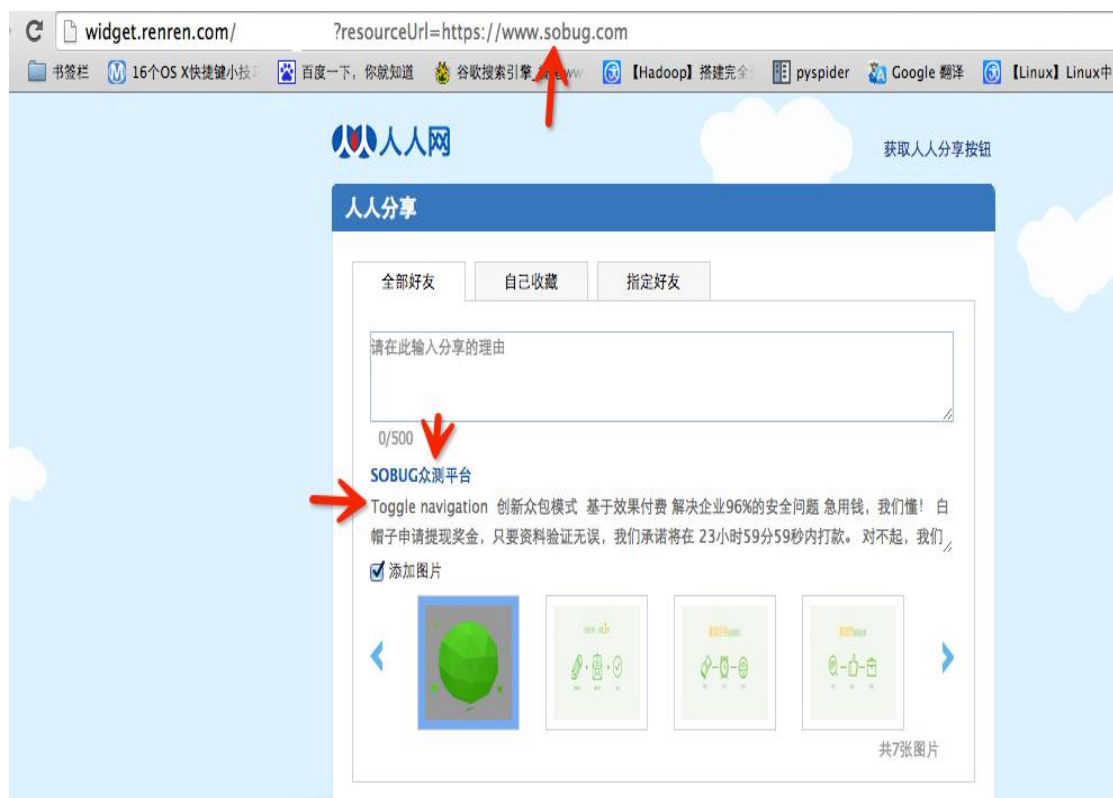 widget.renren.com/ ?resourceUrl=https://www.sobug.com
书签栏 16个OS X快捷键小技巧 百度一下，你就知道 谷歌搜索引擎 【Hadoop】搭建完全 pyspider Google 翻译 【Linux】Linux中
人人网
获取人人分享按钮
人人分享
全部好友 自己收藏 指定好友
请在此输入分享的理由
0/500
SOBUG众测平台
Toggle navigation 创新众包模式 基于效果付费 解决企业96%的安全问题 急用钱，我们懂！ 白
帽子申请提现奖金，只要资料验证无误，我们承诺将在 23小时59分59秒内打款。 对不起，我们
添加图片
共7张图片